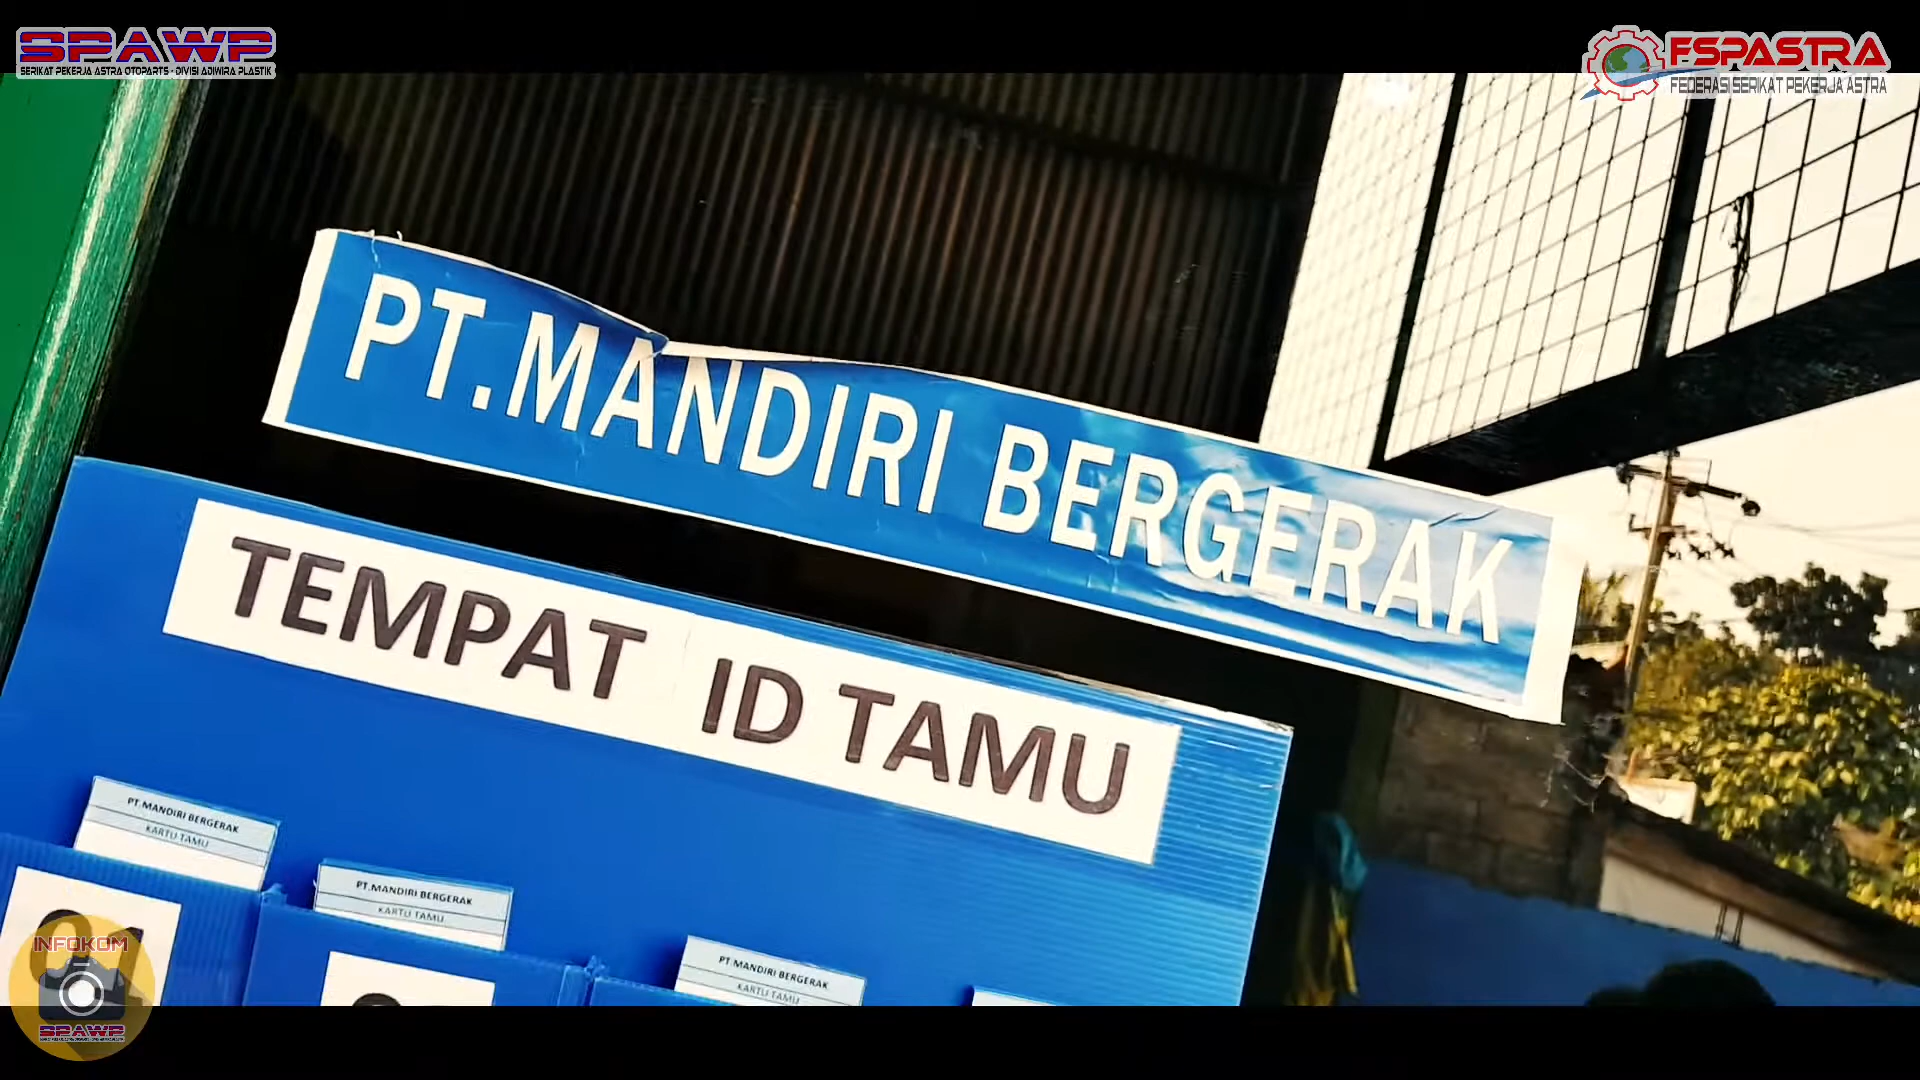 SPAWP
SERIKAT PEKERJA ASTRA OTOPARTS - DIVISI ADIWIRA PLASTIK
FSPASTRA
FEDERASI SERIKAT PEKERJA ASTRA
PT.MANDIRI BERGERAK
TEMPAT ID TAMU
PT.MANDIRI BERGERAK
KARTU TAMU
PT.MANDIRI BERGERAK
KARTU TAMU
PT.MANDIRI BERGERAK
KARTU TAMU
INFOKOM
SPAWP